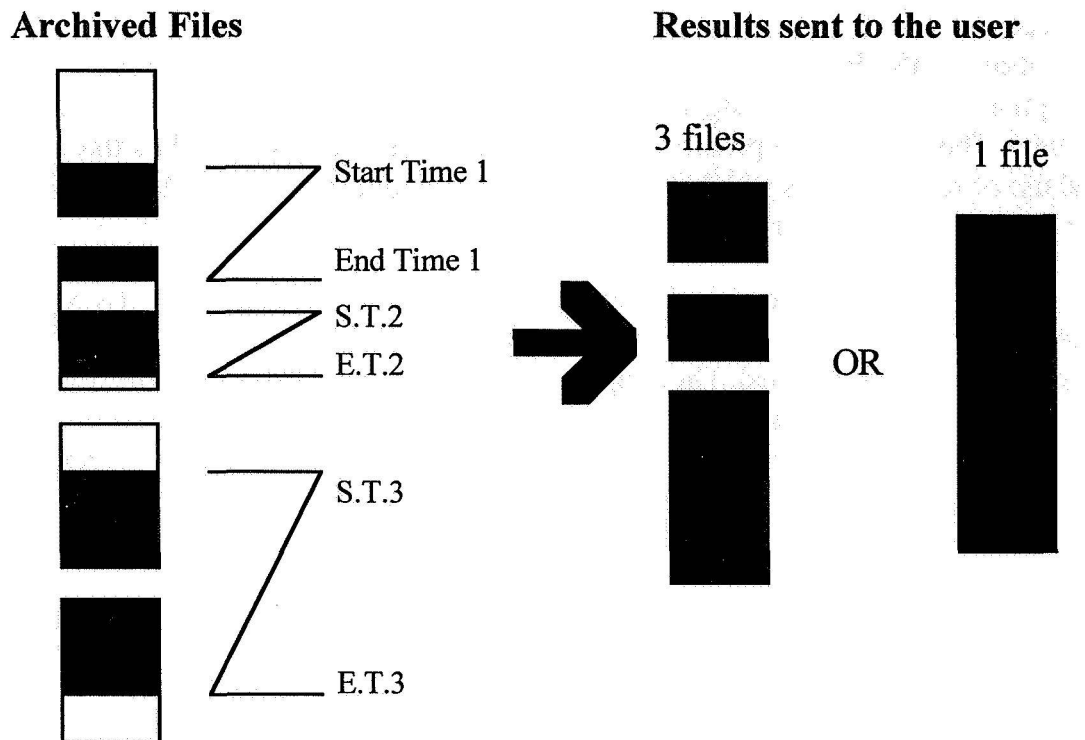 Archived Files
Results sent to the user
3 files
1 file
Start Time 1
End Time 1
S.T.2
E.T.2
OR
S.T.3
E.T.3